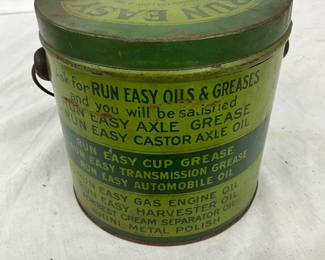 RUN EASY
Ask For RUN EASY OILS & GREASES
and you will be satisfied
RUN EASY AXLE GREASE
RUN EASY CASTOR AXLE OIL
RUN EASY CUP GREASE
RUN EASY TRANSMISSION GREASE
RUN EASY AUTOMOBILE OIL
RUN EASY GAS ENGINE OIL
EASY HARVESTER OIL
CREAM SEPARATOR OIL
METAL POLISH